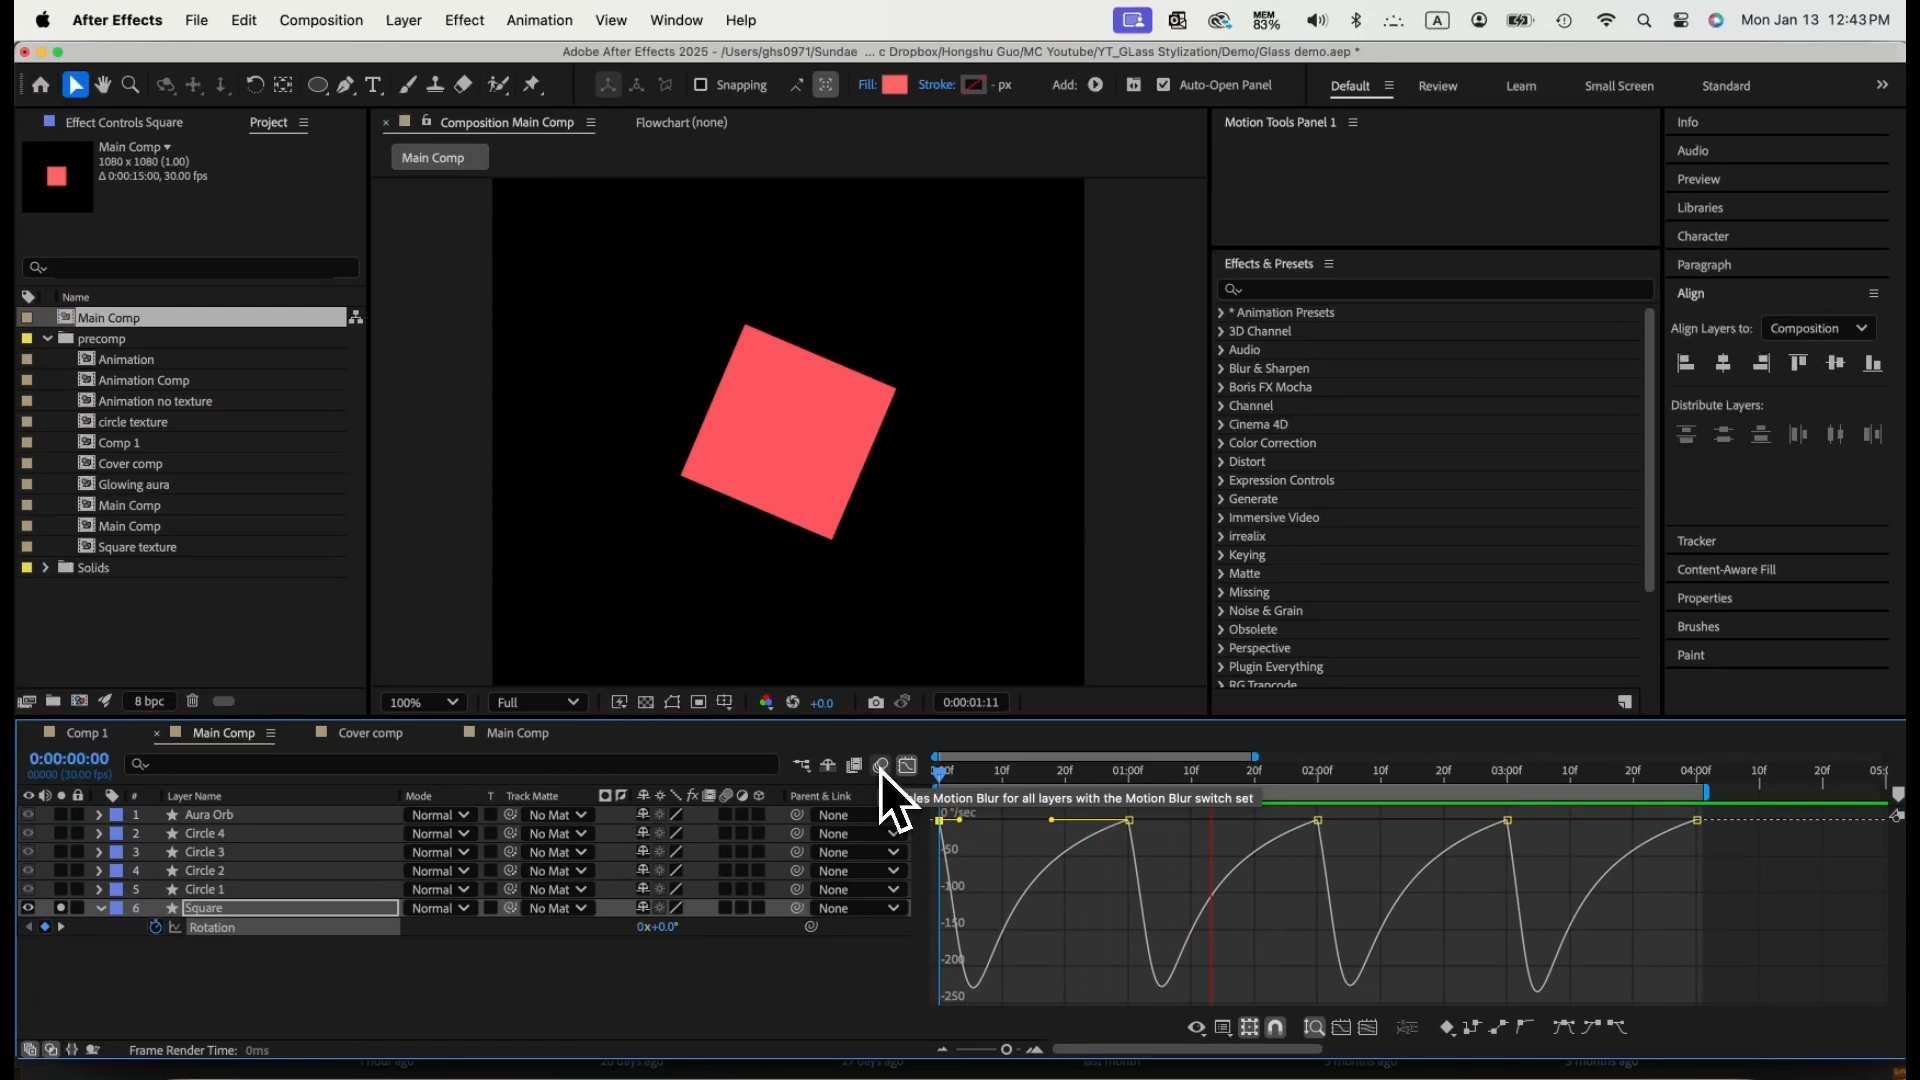 After Effects File Edit Composition Layer Effect Animation View Window Help MEM 83% A Mon Jan 13 12:43 PM
Adobe After Effects 2025 - /Users/ghs0971/Sundae ... c Dropbox/Hongshu Guo/MC Youtube/YT_GLass Stylization/Demo/Glass demo.aep *
Snapping Fill: Stroke: - px Add: Auto-Open Panel Default Review Learn Small Screen Standard
Effect Controls Square Project
Main Comp
1080 x 1080 (1.00)
Δ 0:00:15:00, 30.00 fps
Name
Main Comp
precomp
Animation
Animation Comp
Animation no texture
circle texture
Comp 1
Cover comp
Glowing aura
Main Comp
Main Comp
Square texture
Solids
8 bpc
Composition Main Comp Flowchart (none)
Main Comp
100% Full +0.0 0:00:01:11
Motion Tools Panel 1
Effects & Presets
* Animation Presets
3D Channel
Audio
Blur & Sharpen
Boris FX Mocha
Channel
Cinema 4D
Color Correction
Distort
Expression Controls
Generate
Immersive Video
irrealix
Keying
Matte
Missing
Noise & Grain
Obsolete
Perspective
Plugin Everything
RG Trapcode
Info
Audio
Preview
Libraries
Character
Paragraph
Align
Align Layers to: Composition
Distribute Layers:
Tracker
Content-Aware Fill
Properties
Brushes
Paint
Comp 1 Main Comp Cover comp Main Comp
0:00:00:00
00000 (30.00 fps)
10f 20f 01:00f 10f 20f 02:00f 10f 20f 03:00f 10f 20f 04:00f 10f 20f
# Layer Name Mode T Track Matte fx Parent & Link
Motion Blur for all layers with the Motion Blur switch set
1 Aura Orb Normal No Mat None
2 Circle 4 Normal No Mat None
3 Circle 3 Normal No Mat None
4 Circle 2 Normal No Mat None
5 Circle 1 Normal No Mat None
6 Square Normal No Mat None
Rotation 0x+0.0°
0°/sec
-50
-100
-150
-200
-250
Frame Render Time: 0ms